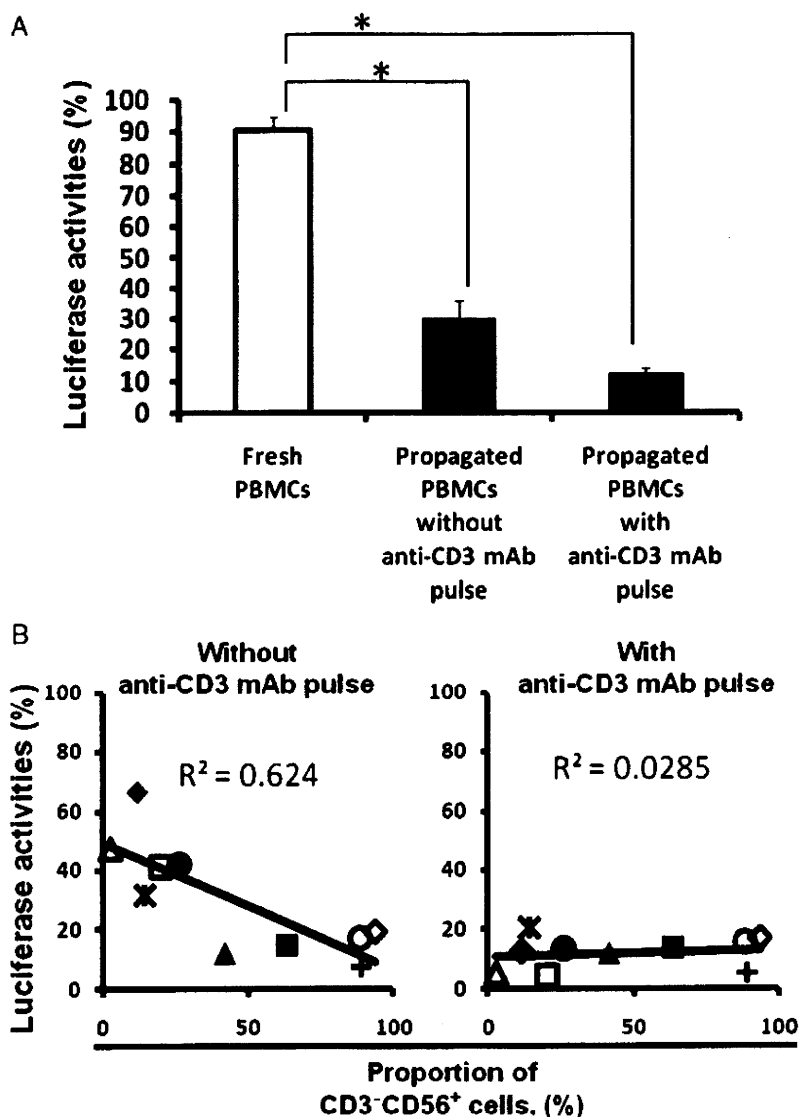 A
*
*
Luciferase activities (%)
100
90
80
70
60
50
40
30
20
10
0
Fresh
PBMCs
Propagated
PBMCs
without
anti-CD3 mAb
pulse
Propagated
PBMCs
with
anti-CD3 mAb
pulse
B
Without
anti-CD3 mAb pulse
With
anti-CD3 mAb pulse
Luciferase activities (%)
100
80
60
40
20
0
R² = 0.624
0 50 100
100
80
60
40
20
0
R² = 0.0285
0 50 100
Proportion of
CD3⁻CD56⁺ cells, (%)